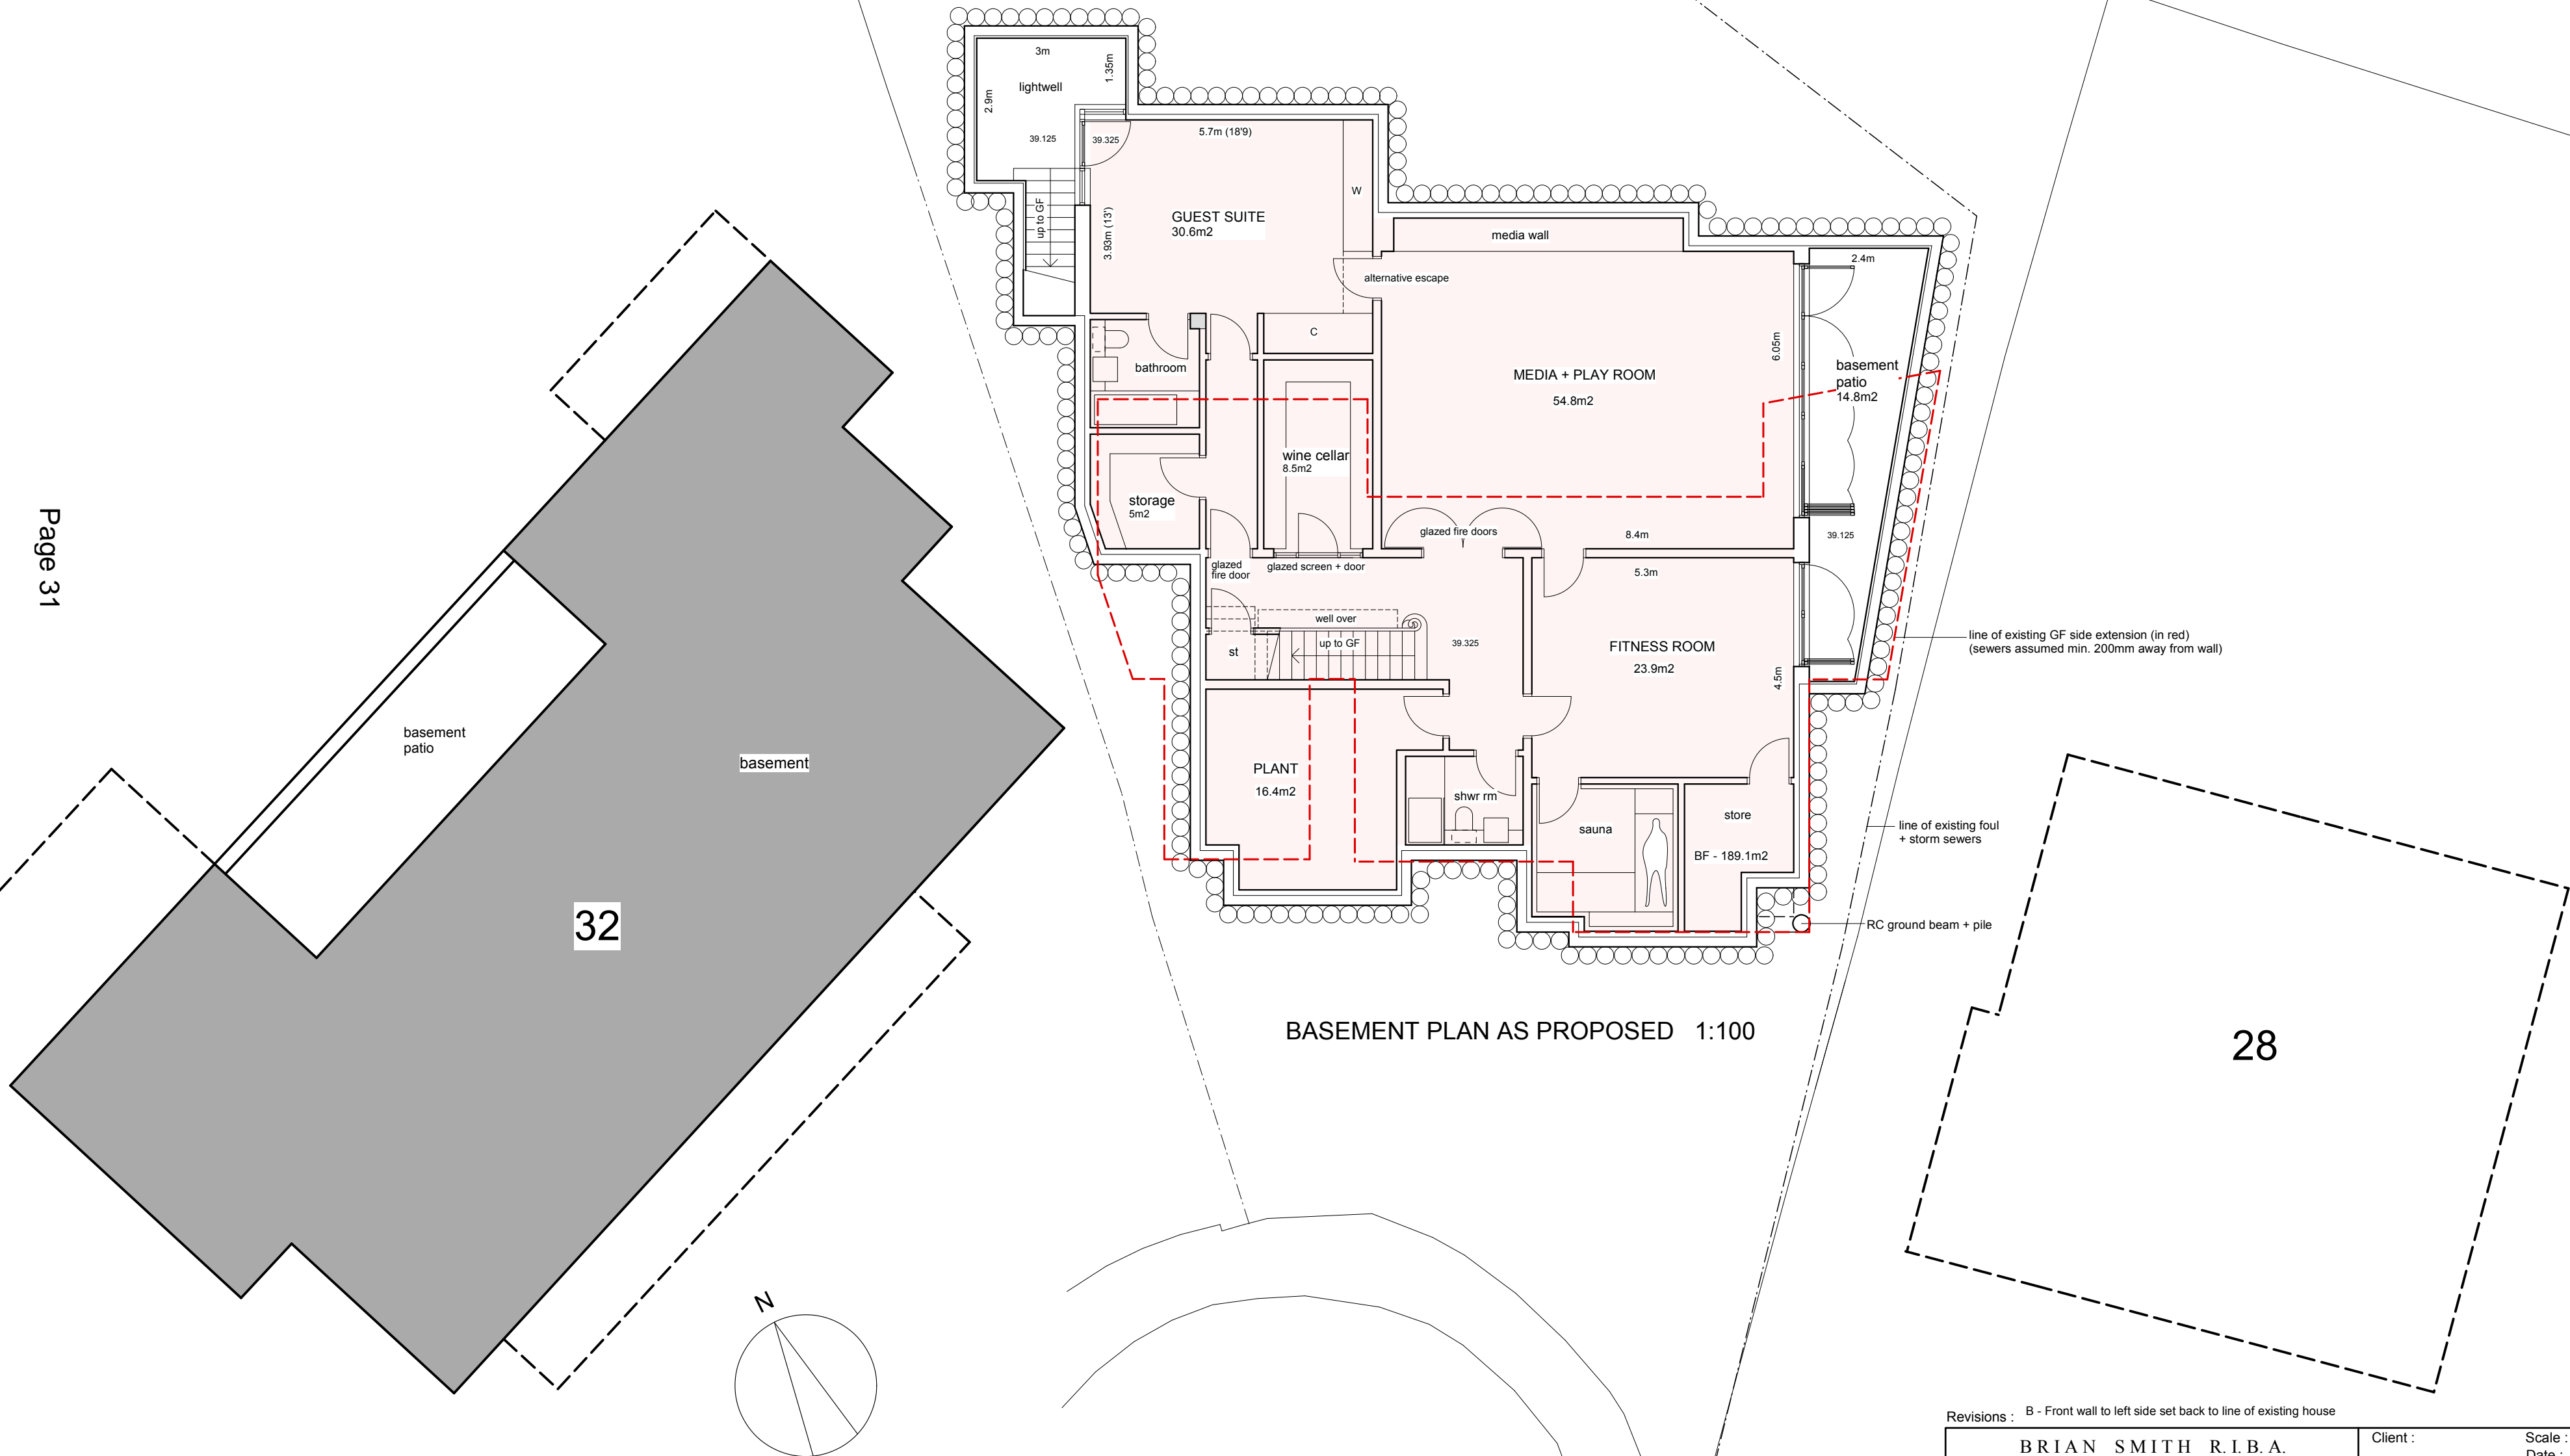 3m
1.35m
lightwell
2.9m
39.125
39.325
5.7m (18'9)
W
up to GF
3.93m (13')
GUEST SUITE
30.6m2
media wall
2.4m
alternative escape
C
bathroom
MEDIA + PLAY ROOM
54.8m2
6.05m
basement
patio
14.8m2
wine cellar
8.5m2
storage
5m2
glazed fire doors
8.4m
39.125
glazed
fire door
glazed screen + door
5.3m
well over
up to GF
st
39.325
FITNESS ROOM
23.9m2
4.5m
line of existing GF side extension (in red)
(sewers assumed min. 200mm away from wall)
PLANT
16.4m2
shwr rm
sauna
store
BF - 189.1m2
line of existing foul
+ storm sewers
RC ground beam + pile
Page 31
basement
patio
basement
32
BASEMENT PLAN AS PROPOSED 1:100
28
N
Revisions : B - Front wall to left side set back to line of existing house
BRIAN SMITH R.I.B.A.
Client :
Scale :
Date :